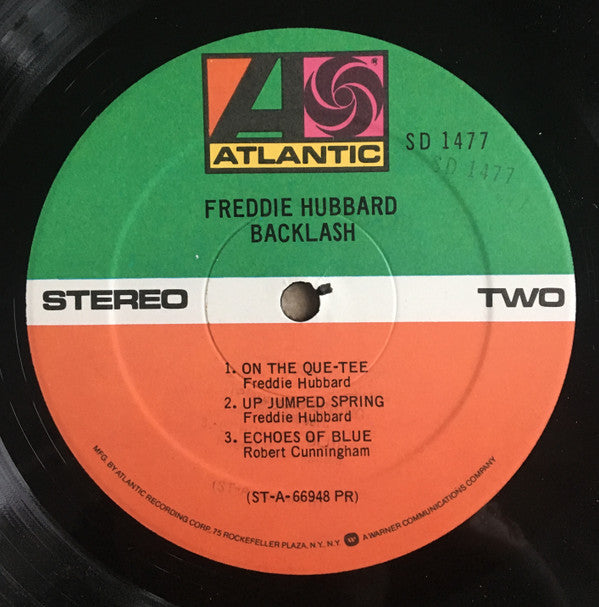 ATLANTIC
SD 1477
SD 1477
FREDDIE HUBBARD
BACKLASH
STEREO
TWO
1. ON THE QUE-TEE
Freddie Hubbard
2. UP JUMPED SPRING
Freddie Hubbard
3. ECHOES OF BLUE
Robert Cunningham
(ST-A-66948 PR)
MFG. BY ATLANTIC RECORDING CORP. 75 ROCKEFELLER PLAZA, N.Y. N.Y. A WARNER COMMUNICATIONS COMPANY